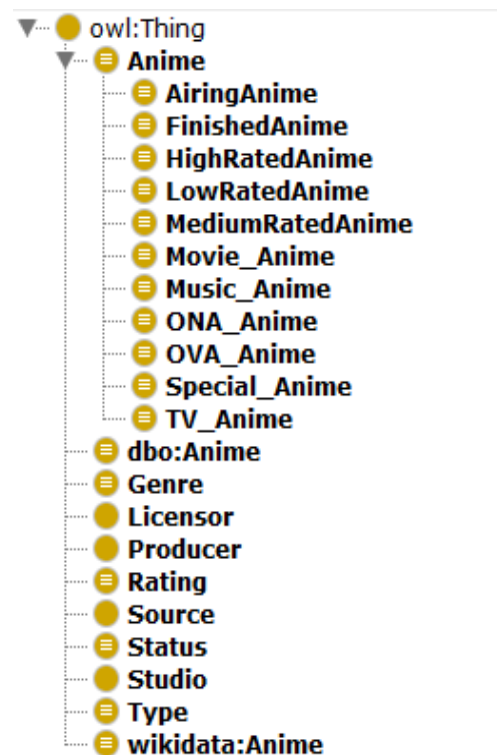 owl:Thing
Anime
AiringAnime
FinishedAnime
HighRatedAnime
LowRatedAnime
MediumRatedAnime
Movie_Anime
Music_Anime
ONA_Anime
OVA_Anime
Special_Anime
TV_Anime
dbo:Anime
Genre
Licensor
Producer
Rating
Source
Status
Studio
Type
wikidata:Anime